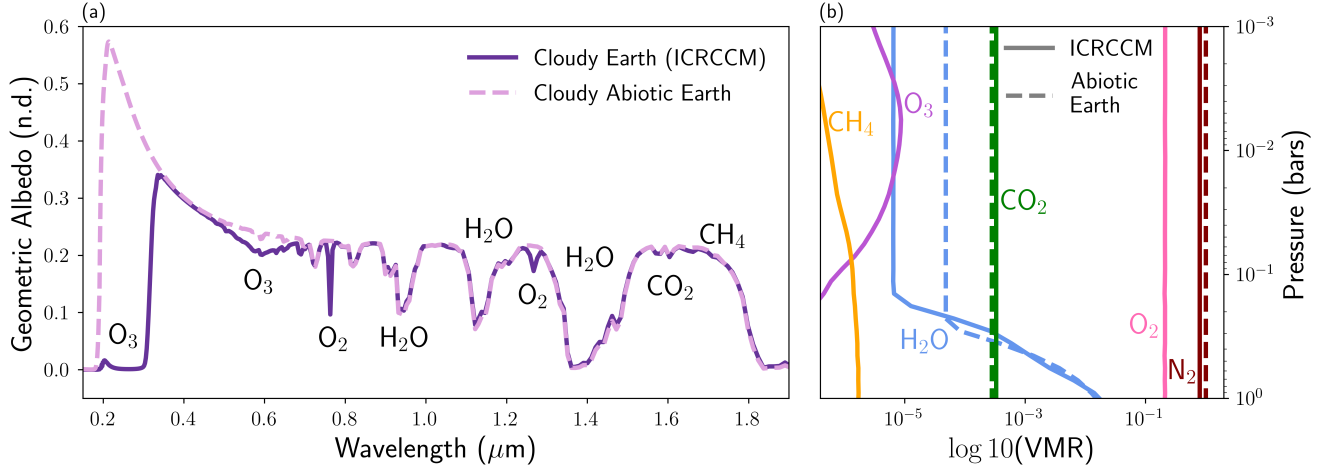 (a)
Geometric Albedo (n.d.)
0.6
0.5
0.4
0.3
0.2
0.1
0.0
Cloudy Earth (ICRCCM)
Cloudy Abiotic Earth
O₃
O₃
O₂
H₂O
H₂O
O₂
H₂O
CO₂
CH₄
0.2 0.4 0.6 0.8 1.0 1.2 1.4 1.6 1.8
Wavelength (μm)
(b)
ICRCCM
Abiotic
Earth
CH₄
O₃
CO₂
H₂O
O₂
N₂
10⁻³
10⁻²
10⁻¹
10⁰
Pressure (bars)
10⁻⁵ 10⁻³ 10⁻¹
log 10(VMR)